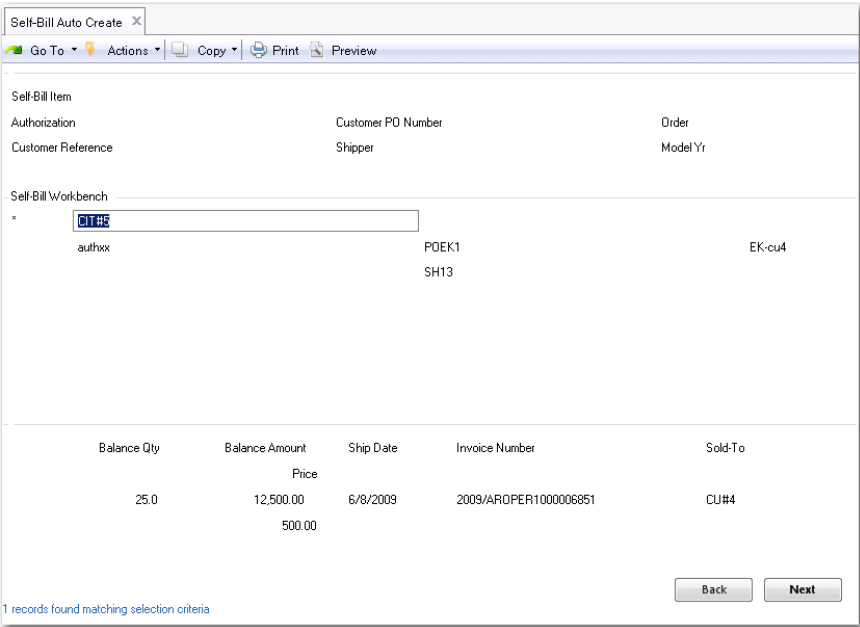 Self-Bill Auto Create X
Go To Actions Copy Print Preview
Self-Bill Item
Authorization Customer PO Number Order
Customer Reference Shipper Model Yr
Self-Bill Workbench
* CIT#5
authxx POEK1 EK-cu4
SH13
Balance Qty Balance Amount Ship Date Invoice Number Sold-To
Price
25.0 12,500.00 6/8/2009 2009/AROPER1000006851 CU#4
500.00
Back Next
1 records found matching selection criteria